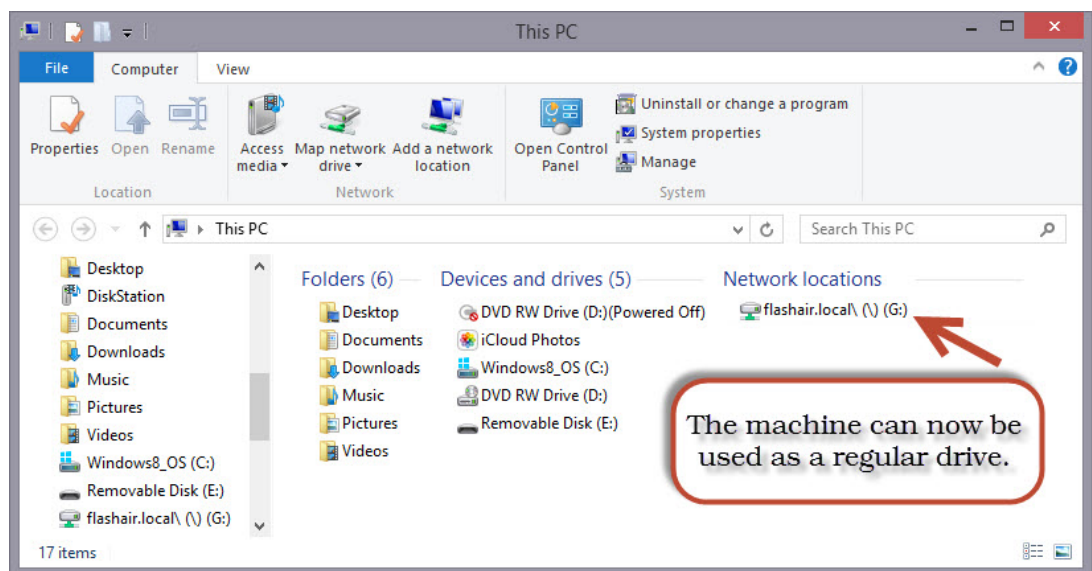 This PC
File Computer View
Properties Open Rename Access media Map network drive Add a network location Open Control Panel
Uninstall or change a program
System properties
Manage
Location Network System
This PC Search This PC
Desktop
DiskStation
Documents
Downloads
Music
Pictures
Videos
Windows8_OS (C:)
Removable Disk (E:)
flashair.local\ (\) (G:)
Folders (6)
Desktop
Documents
Downloads
Music
Pictures
Videos
Devices and drives (5)
DVD RW Drive (D:)(Powered Off)
iCloud Photos
Windows8_OS (C:)
DVD RW Drive (D:)
Removable Disk (E:)
Network locations
flashair.local\ (\) (G:)
The machine can now be
used as a regular drive.
17 items